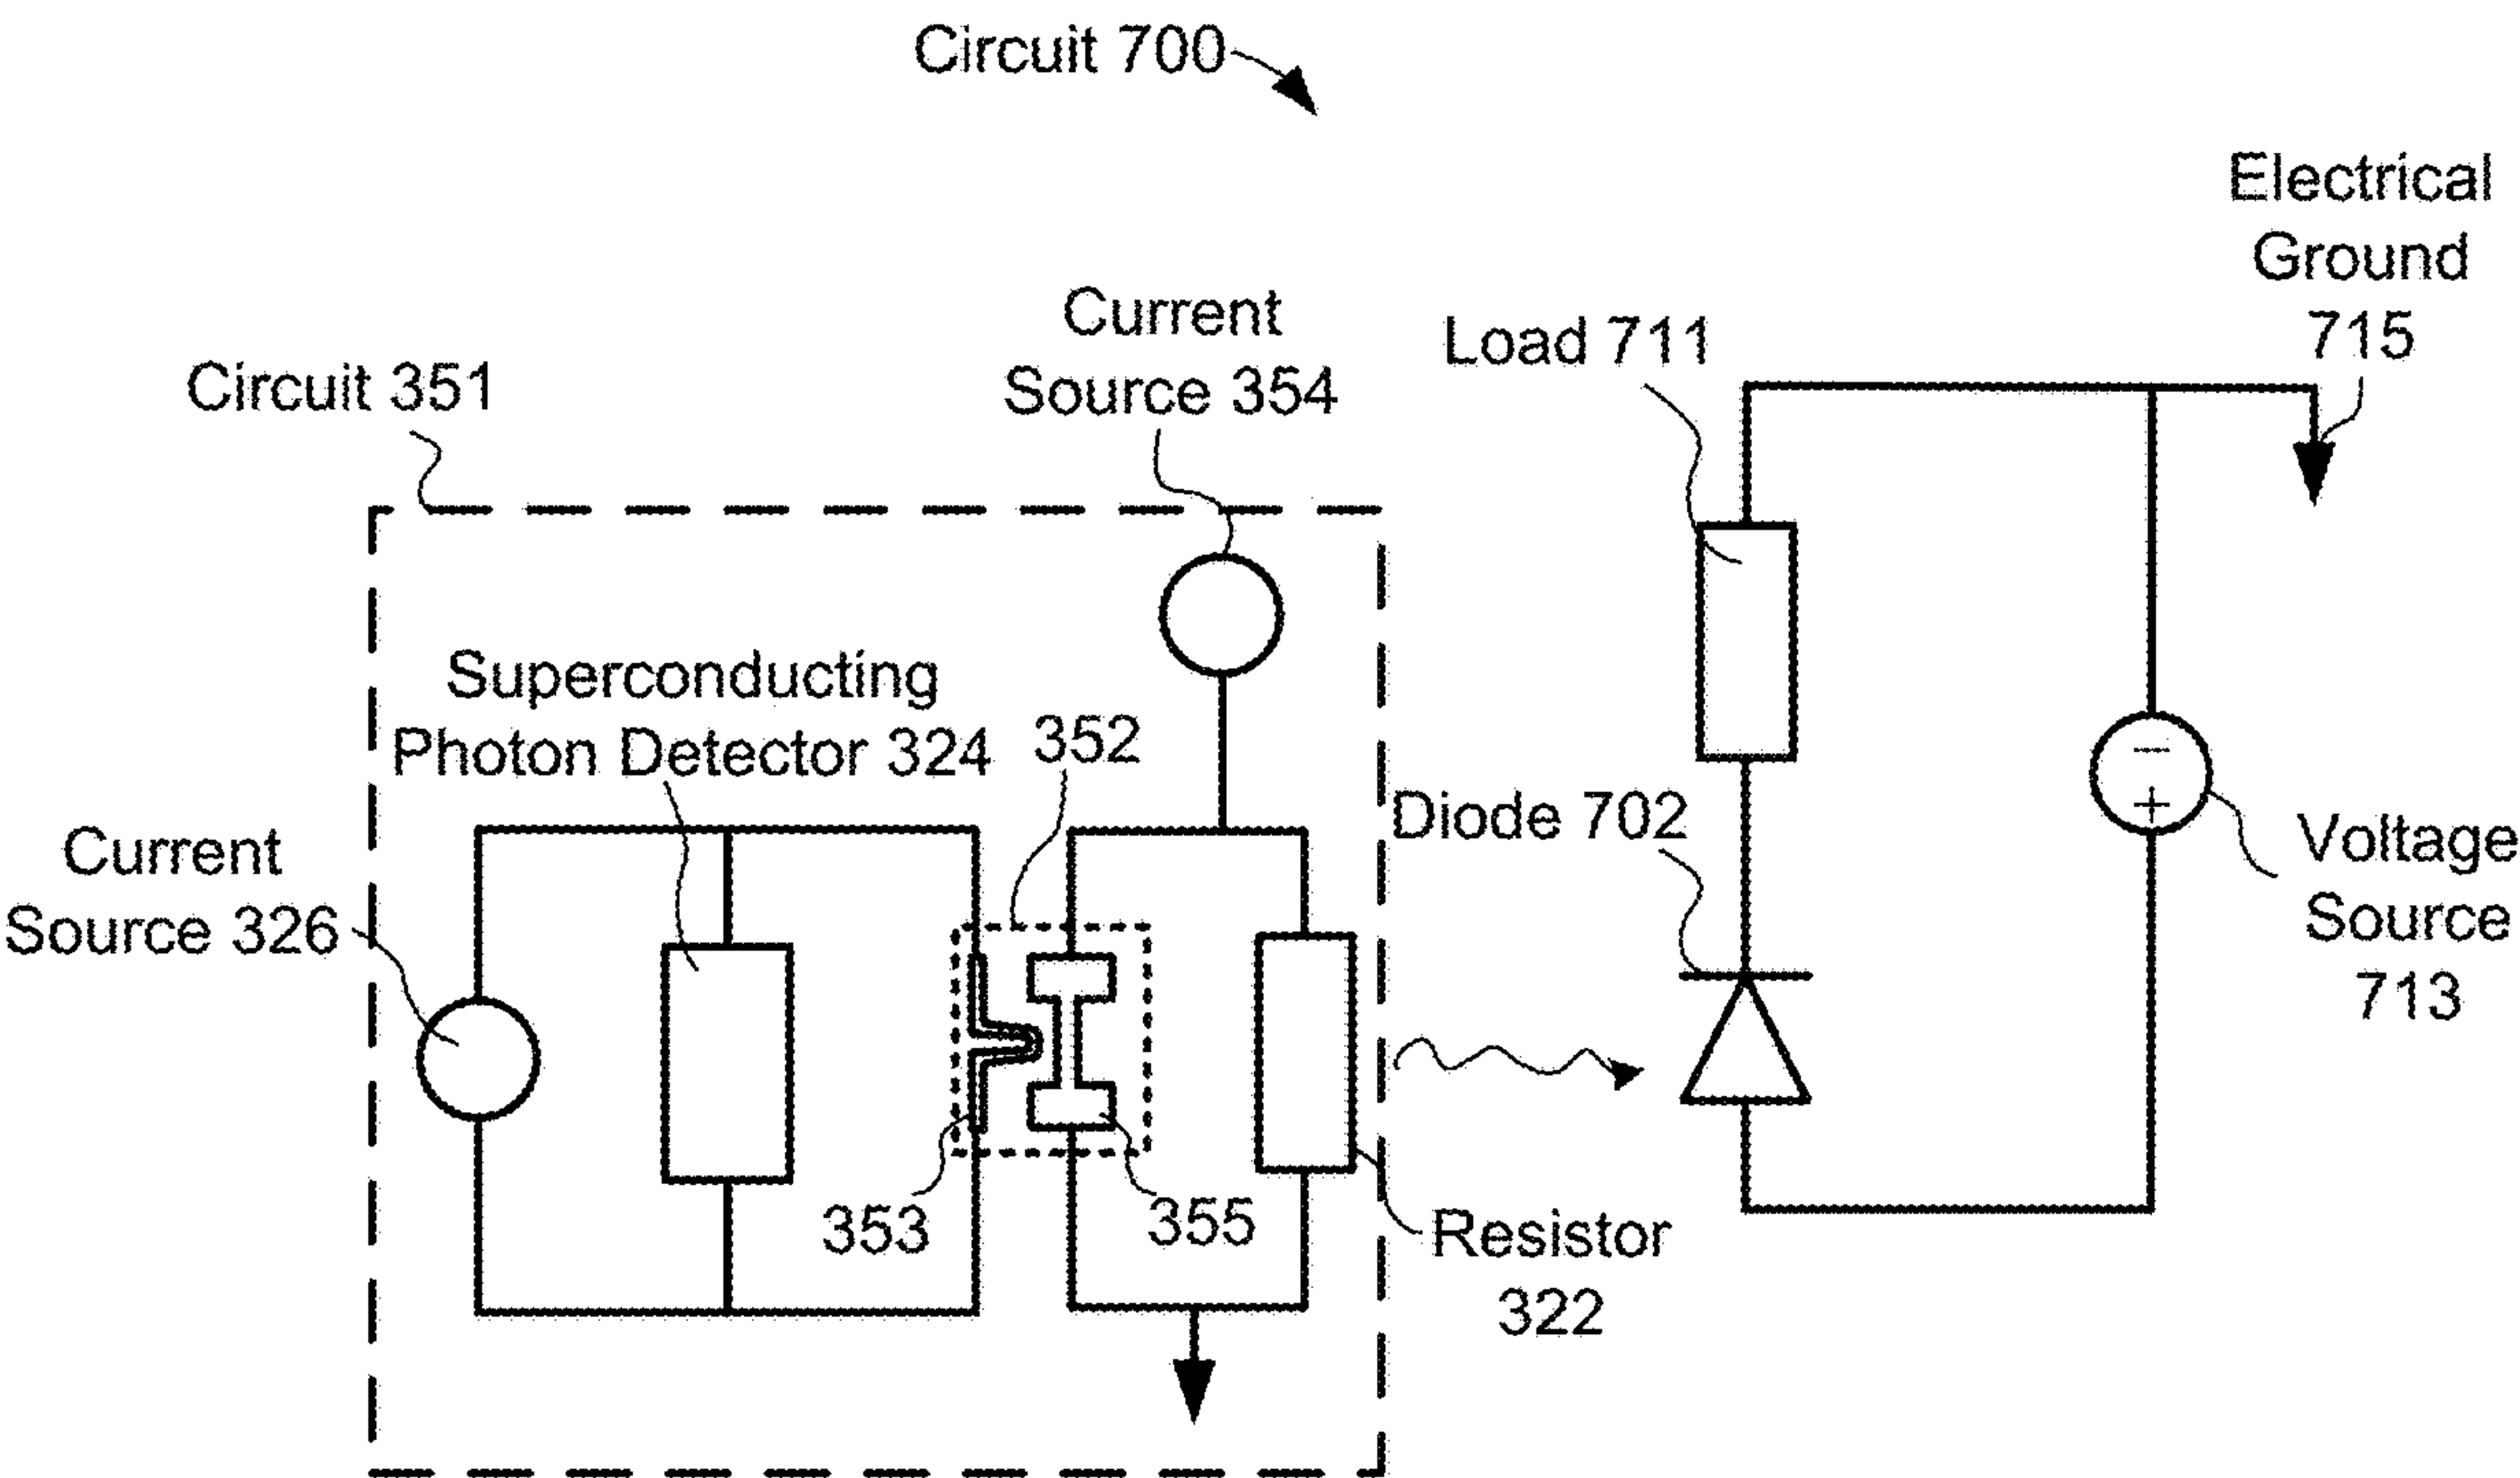 Circuit 700
Electrical
Ground
715
Current
Source 354
Load 711
Circuit 351
Superconducting
Photon Detector 324
352
Diode 702
Current
Source 326
−
+
Voltage
Source
713
353
355
Resistor
322